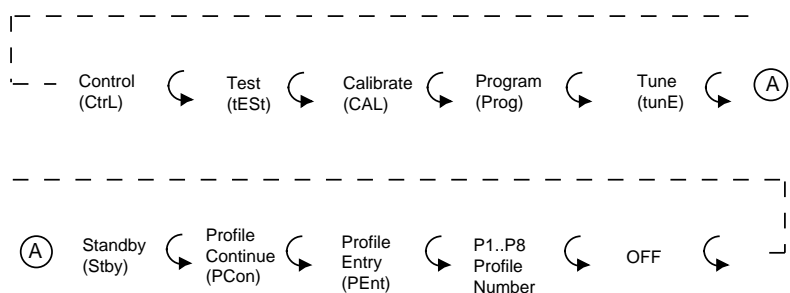 Control
(CtrL)
Test
(tESt)
Calibrate
(CAL)
Program
(Prog)
Tune
(tunE)
A
A
Standby
(Stby)
Profile
Continue
(PCon)
Profile
Entry
(PEnt)
P1..P8
Profile
Number
OFF